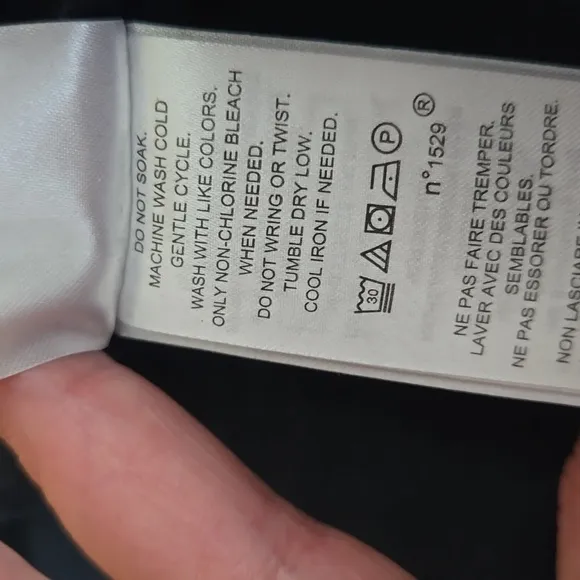 DO NOT SOAK.
MACHINE WASH COLD
GENTLE CYCLE.
WASH WITH LIKE COLORS.
ONLY NON-CHLORINE BLEACH
WHEN NEEDED.
DO NOT WRING OR TWIST.
TUMBLE DRY LOW.
COOL IRON IF NEEDED.
30 P
n°1529 ®
NE PAS FAIRE TREMPER.
LAVER AVEC DES COULEURS
SEMBLABLES.
NE PAS ESSORER OU TORDRE.
NON